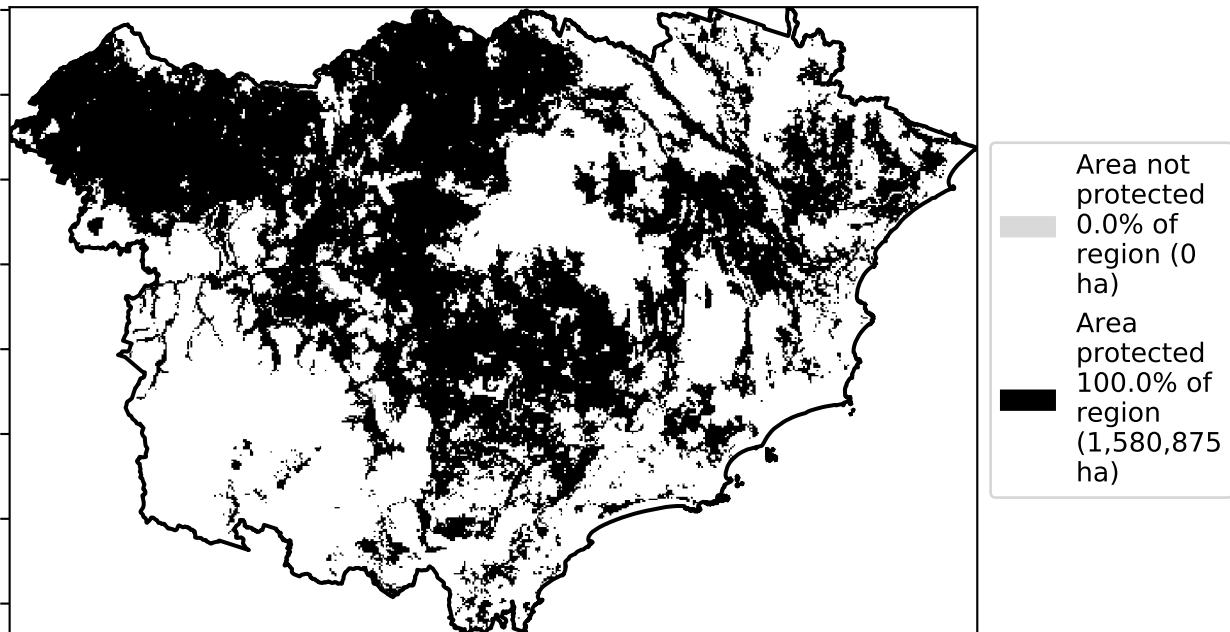 Area not
protected
0.0% of
region (0
ha)
Area
protected
100.0% of
region
(1,580,875
ha)